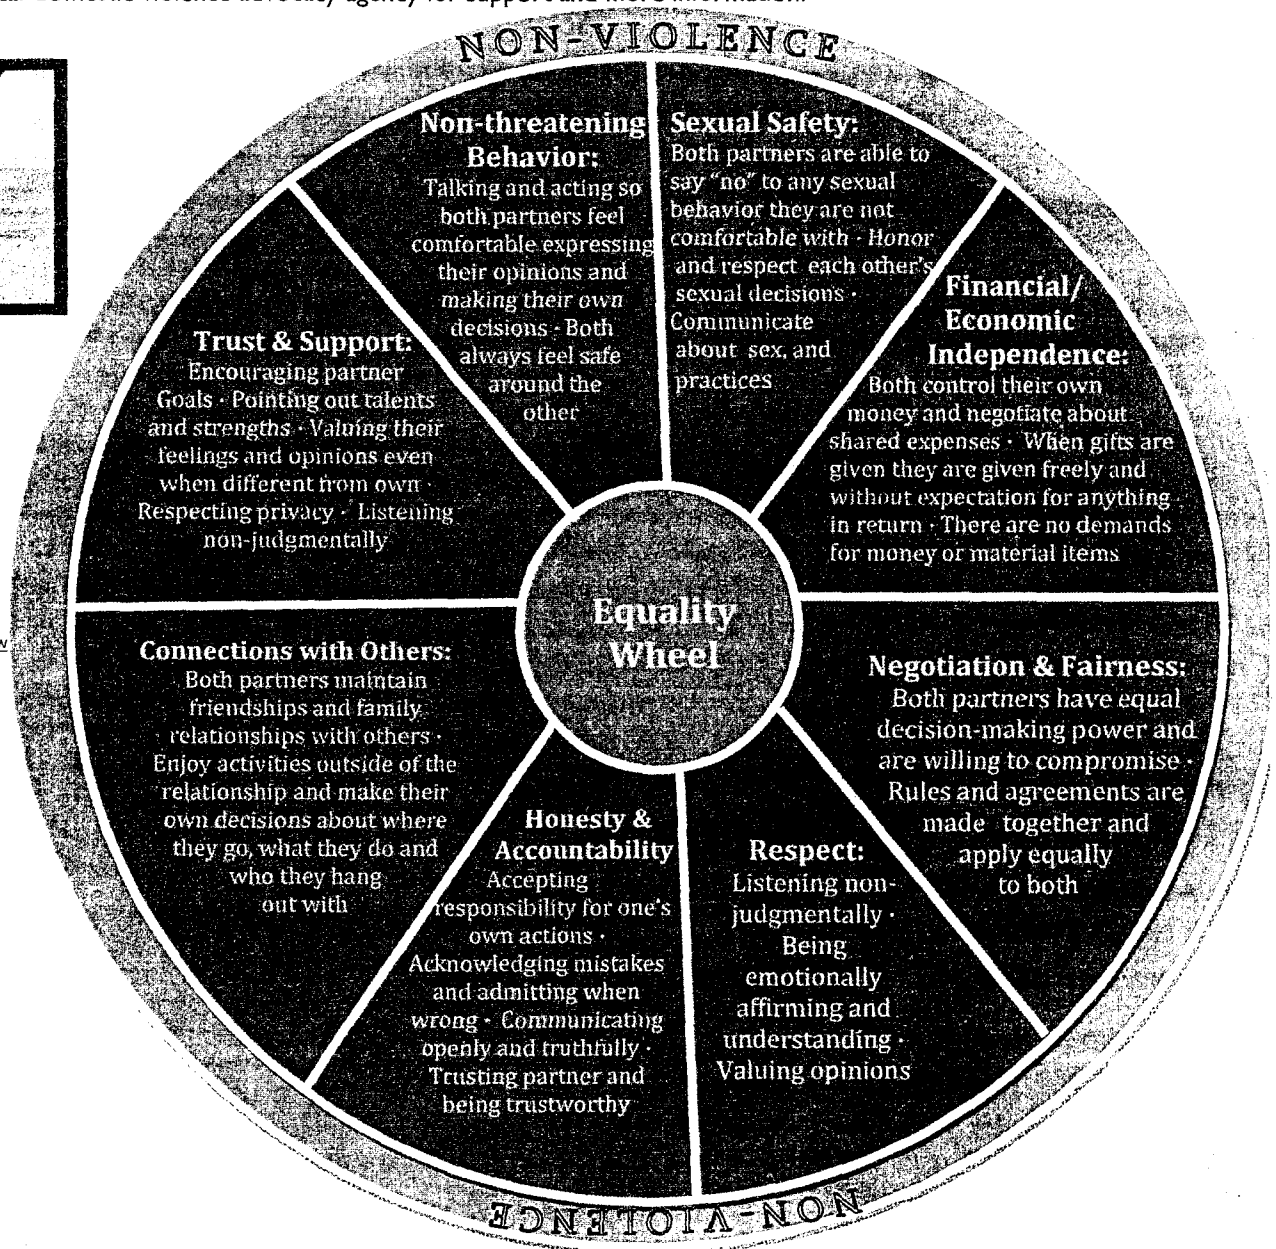 domestic violence advocacy agency for support and more information.
NON-VIOLENCE
Non-threatening
Behavior:
Talking and acting so
both partners feel
comfortable expressing
their opinions and
making their own
decisions · Both
always feel safe
around the
other
Sexual Safety:
Both partners are able to
say "no" to any sexual
behavior they are not
comfortable with · Honor
and respect each other's
sexual decisions ·
Communicate
about sex, and
practices
Financial/
Economic
Independence:
Both control their own
money and negotiate about
shared expenses · When gifts are
given they are given freely and
without expectation for anything
in return · There are no demands
for money or material items
Negotiation & Fairness:
Both partners have equal
decision-making power and
are willing to compromise ·
Rules and agreements are
made together and
apply equally
to both
Respect:
Listening non-
judgmentally ·
Being
emotionally
affirming and
understanding ·
Valuing opinions
Honesty &
Accountability
Accepting
responsibility for one's
own actions ·
Acknowledging mistakes
and admitting when
wrong · Communicating
openly and truthfully ·
Trusting partner and
being trustworthy
Connections with Others:
Both partners maintain
friendships and family
relationships with others ·
Enjoy activities outside of the
relationship and make their
own decisions about where
they go, what they do and
who they hang
out with
Trust & Support:
Encouraging partner
Goals · Pointing out talents
and strengths · Valuing their
feelings and opinions even
when different from own ·
Respecting privacy · Listening
non-judgmentally
Equality
Wheel
NON-VIOLENCE